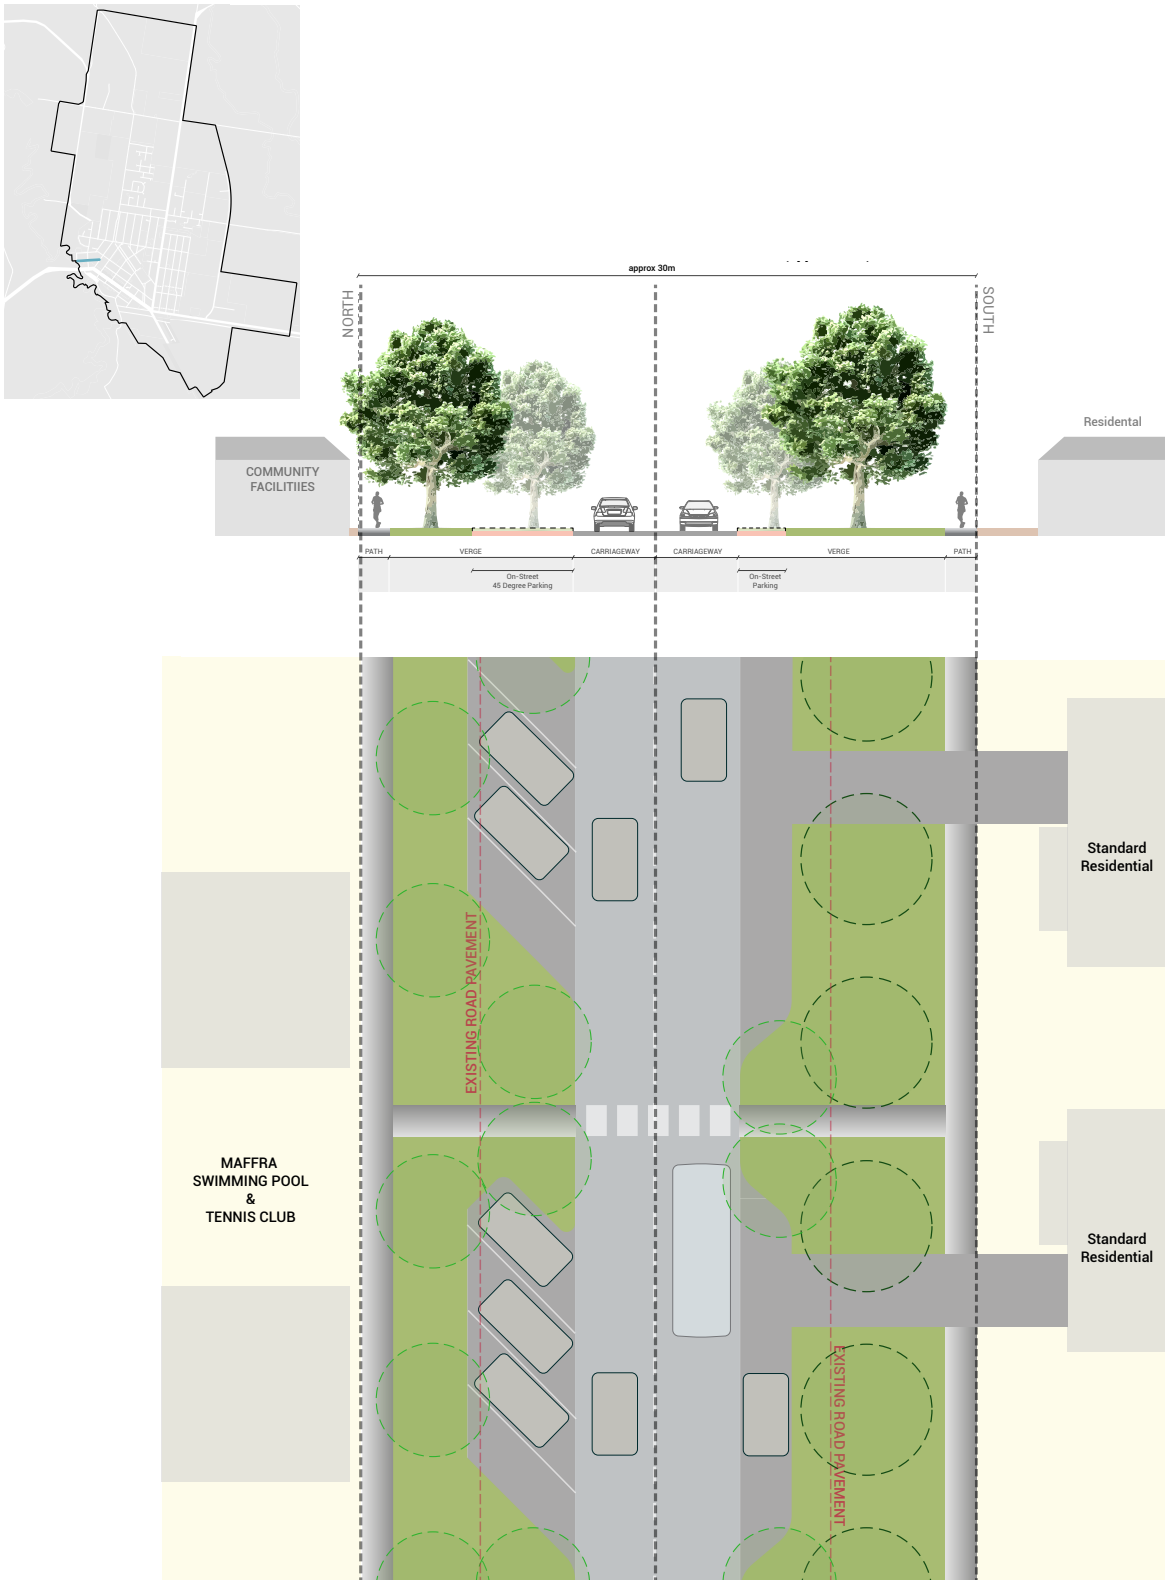 approx 30m
NORTH
SOUTH
Residental
COMMUNITY
FACILITIIES
PATH
VERGE
CARRIAGEWAY
CARRIAGEWAY
VERGE
PATH
On-Street
45 Degree Parking
On-Street
Parking
Standard
Residential
EXISTING ROAD PAVEMENT
MAFFRA
SWIMMING POOL
&
TENNIS CLUB
Standard
Residential
EXISTING ROAD PAVEMENT